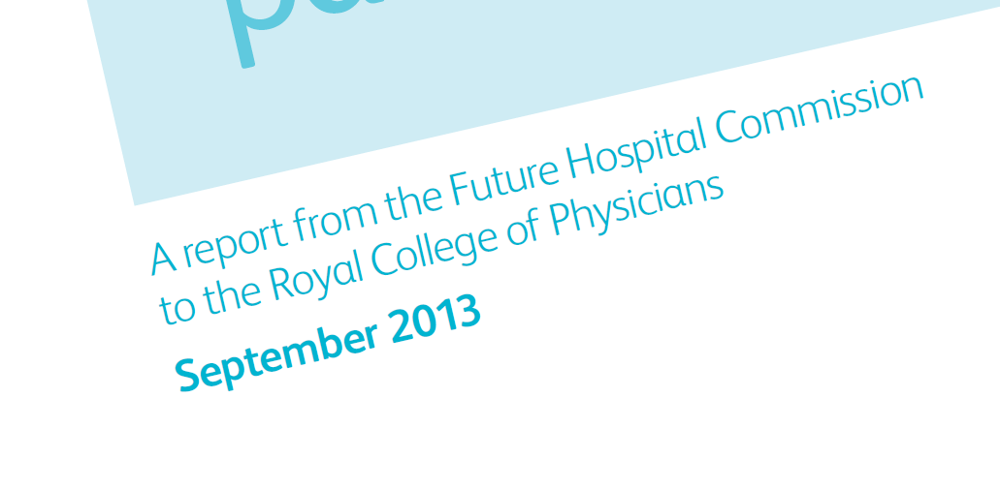 A report from the Future Hospital Commission
to the Royal College of Physicians
September 2013